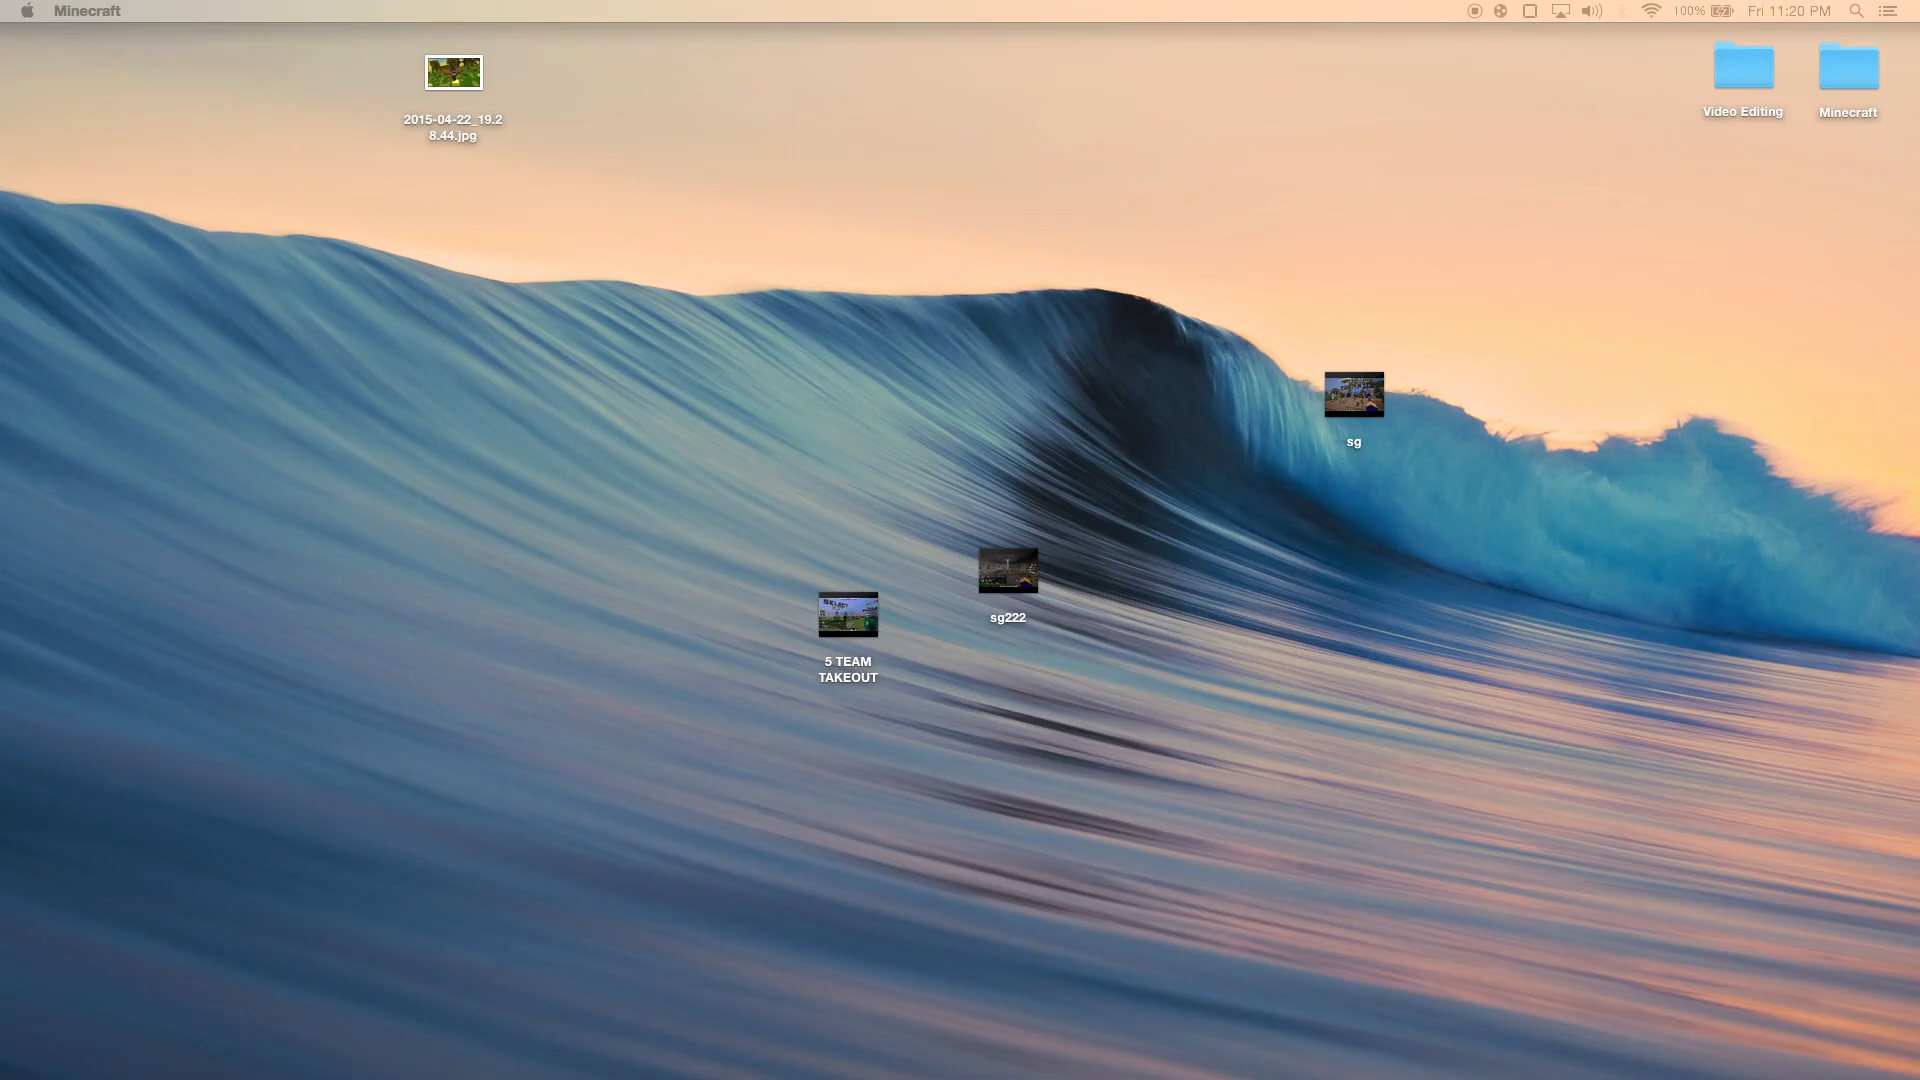 Minecraft
100%
Fri 11:20 PM
2015-04-22_19.2
8.44.jpg
Video Editing
Minecraft
sg
sg222
5 TEAM
TAKEOUT